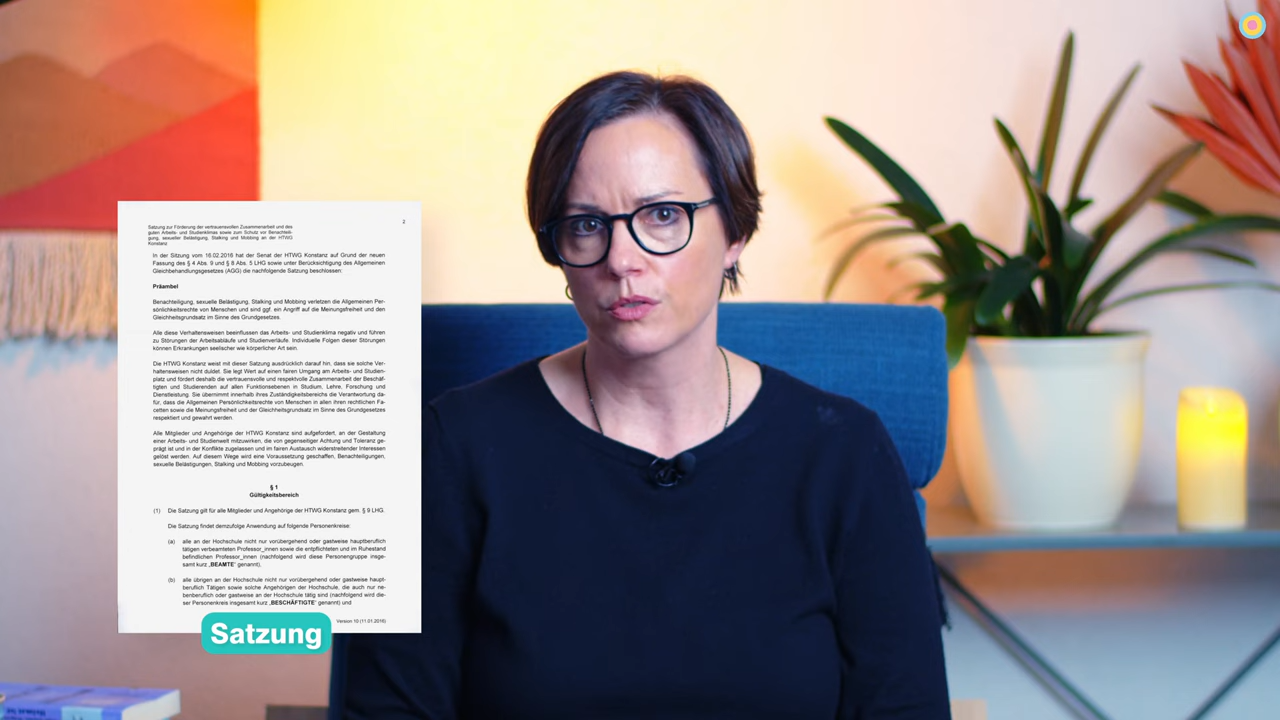 2
Satzung zur Förderung der vertrauensvollen Zusammenarbeit und des
guten Arbeits- und Studienklimas sowie zum Schutz vor Benachteili-
gung, sexueller Belästigung, Stalking und Mobbing an der HTWG
Konstanz
In der Sitzung vom 16.02.2016 hat der Senat der HTWG Konstanz auf Grund der neuen
Fassung des § 4 Abs. 9 und § 8 Abs. 5 LHG sowie unter Berücksichtigung des Allgemeinen
Gleichbehandlungsgesetzes (AGG) die nachfolgende Satzung beschlossen:
Präambel
Benachteiligung, sexuelle Belästigung, Stalking und Mobbing verletzen die Allgemeinen Per-
sönlichkeitsrechte von Menschen und sind ggf. ein Angriff auf die Meinungsfreiheit und den
Gleichheitsgrundsatz im Sinne des Grundgesetzes.
Alle diese Verhaltensweisen beeinflussen das Arbeits- und Studienklima negativ und führen
zu Störungen der Arbeitsabläufe und Studienverläufe. Individuelle Folgen dieser Störungen
können Erkrankungen seelischer wie körperlicher Art sein.
Die HTWG Konstanz weist mit dieser Satzung ausdrücklich darauf hin, dass sie solche Ver-
haltensweisen nicht duldet. Sie legt Wert auf einen fairen Umgang am Arbeits- und Studien-
platz und fördert deshalb die vertrauensvolle und respektvolle Zusammenarbeit der Beschäf-
tigten und Studierenden auf allen Funktionsebenen in Studium, Lehre, Forschung und
Dienstleistung. Sie übernimmt innerhalb ihres Zuständigkeitsbereichs die Verantwortung da-
für, dass die Allgemeinen Persönlichkeitsrechte von Menschen in allen ihren rechtlichen Fa-
cetten sowie die Meinungsfreiheit und der Gleichheitsgrundsatz im Sinne des Grundgesetzes
respektiert und gewahrt werden.
Alle Mitglieder und Angehörige der HTWG Konstanz sind aufgefordert, an der Gestaltung
einer Arbeits- und Studienwelt mitzuwirken, die von gegenseitiger Achtung und Toleranz ge-
prägt ist und in der Konflikte zugelassen und im fairen Austausch widerstreitender Interessen
gelöst werden. Auf diesem Wege wird eine Voraussetzung geschaffen, Benachteiligungen,
sexuelle Belästigungen, Stalking und Mobbing vorzubeugen.
§ 1
Gültigkeitsbereich
(1) Die Satzung gilt für alle Mitglieder und Angehörige der HTWG Konstanz gem. § 9 LHG.
Die Satzung findet demzufolge Anwendung auf folgende Personenkreise:
(a) alle an der Hochschule nicht nur vorübergehend oder gastweise hauptberuflich
tätigen verbeamteten Professor_innen sowie die entpflichteten und im Ruhestand
befindlichen Professor_innen (nachfolgend wird diese Personengruppe insge-
samt kurz „BEAMTE" genannt),
(b) alle übrigen an der Hochschule nicht nur vorübergehend oder gastweise haupt-
beruflich Tätigen sowie solche Angehörigen der Hochschule, die auch nur ne-
benberuflich oder gastweise an der Hochschule tätig sind (nachfolgend wird die-
ser Personenkreis insgesamt kurz „BESCHÄFTIGTE" genannt) und
Version 10 (11.01.2016)
Satzung